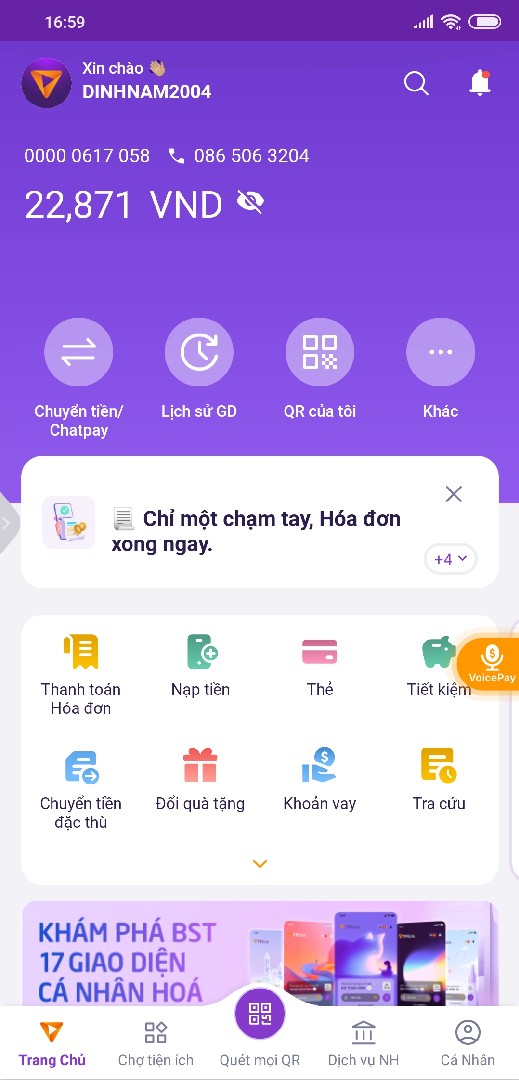 16:59
Xin chào 👋🏽
DINHNAM2004
0000 0617 058 086 506 3204
22,871 VND
Chuyển tiền/
Chatpay
Lịch sử GD
QR của tôi
Khác
Chỉ một chạm tay, Hóa đơn
xong ngay.
+4
Thanh toán
Hóa đơn
Nạp tiền
Thẻ
Tiết kiệm
VoicePay
Chuyển tiền
đặc thù
Đổi quà tặng
Khoản vay
Tra cứu
KHÁM PHÁ BST
17 GIAO DIỆN
CÁ NHÂN HOÁ
Trang Chủ
Chợ tiện ích
Quét mọi QR
Dịch vụ NH
Cá Nhân